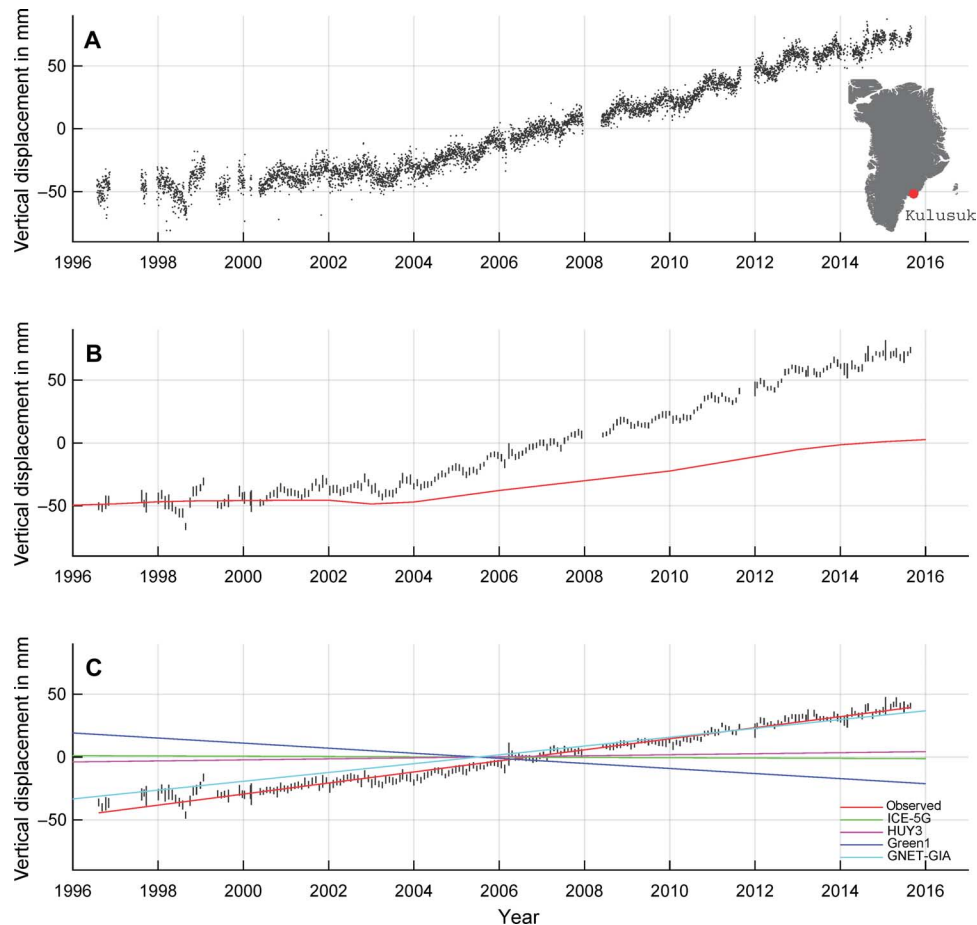 A
Vertical displacement in mm
50
0
−50
Kulusuk
1996 1998 2000 2002 2004 2006 2008 2010 2012 2014 2016
B
Vertical displacement in mm
50
0
−50
1996 1998 2000 2002 2004 2006 2008 2010 2012 2014 2016
C
Vertical displacement in mm
50
0
−50
Observed
ICE-5G
HUY3
Green1
GNET-GIA
1996 1998 2000 2002 2004 2006 2008 2010 2012 2014 2016
Year